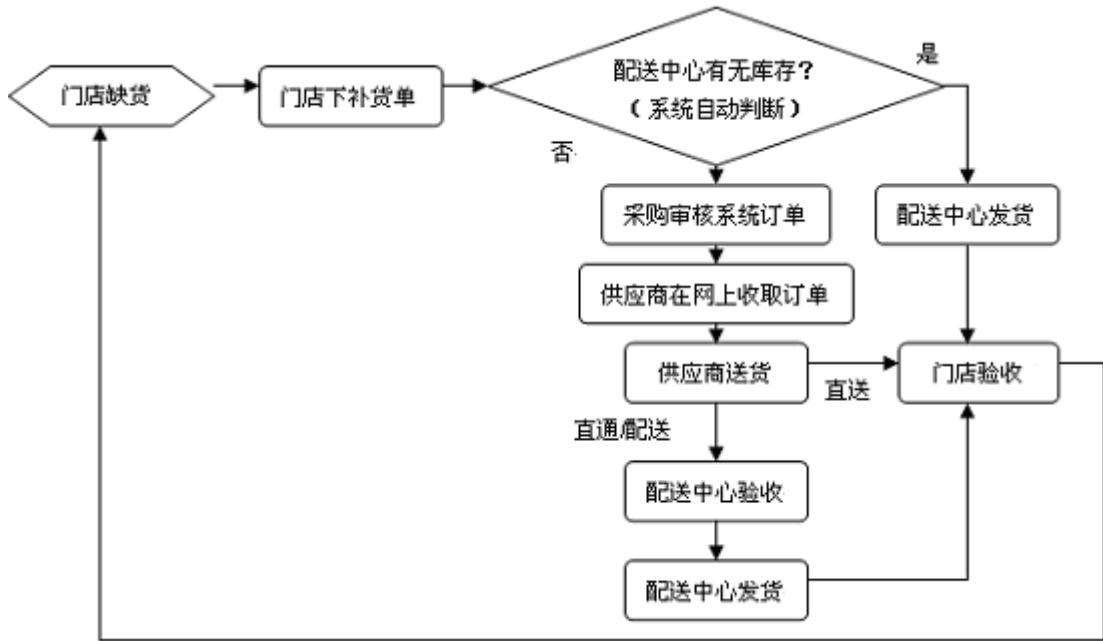 门店缺货
门店下补货单
配送中心有无库存?
(系统自动判断)
是
否
采购审核系统订单
配送中心发货
供应商在网上收取订单
供应商送货
直送
门店验收
直通/配送
配送中心验收
配送中心发货